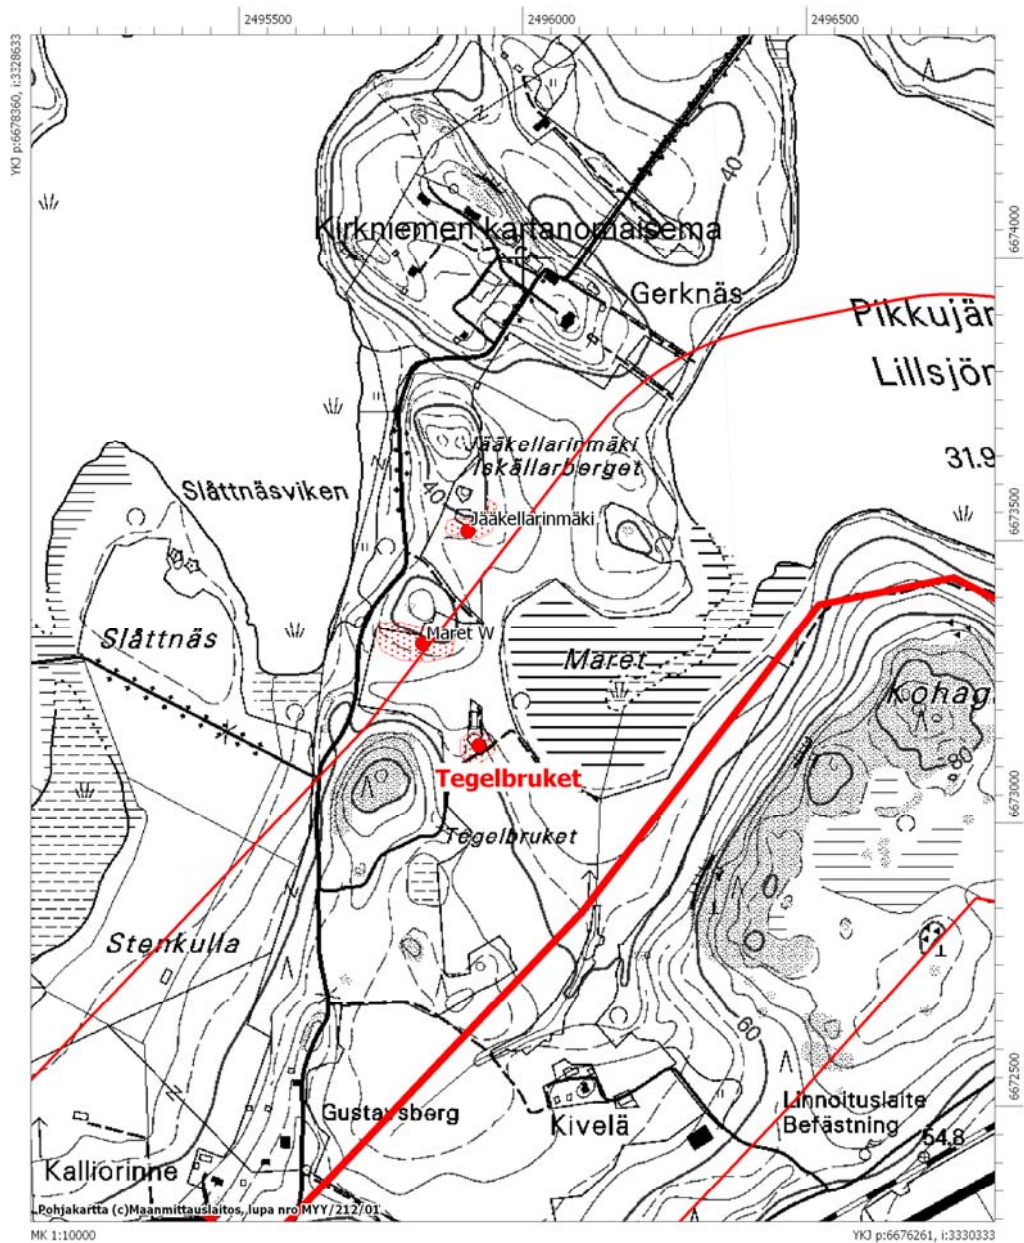 2495500
2496000
2496500
YKJ p:6678360, i:3328633
40
6674000
Kirkniemen kartanomaisema
Gerknäs
Pikkujär
Lillsjör
Jääkellarinmäki
Iskällarberget
31.9
40
Slåttnäsviken
Jääkellarinmäki
6673500
Slåttnäs
Maret W
Maret
Kohag
80
Tegelbruket
6673000
Tegelbruket
Stenkulla
60
6672500
Gustavsberg
Kivelä
Linnoituslaite
Befästning
54.8
Kalliorinne
Pohjakartta (c)Maanmittauslaitos, lupa nro MYY/212/01
MK 1:10000
YKJ p:6676261, i:3330333